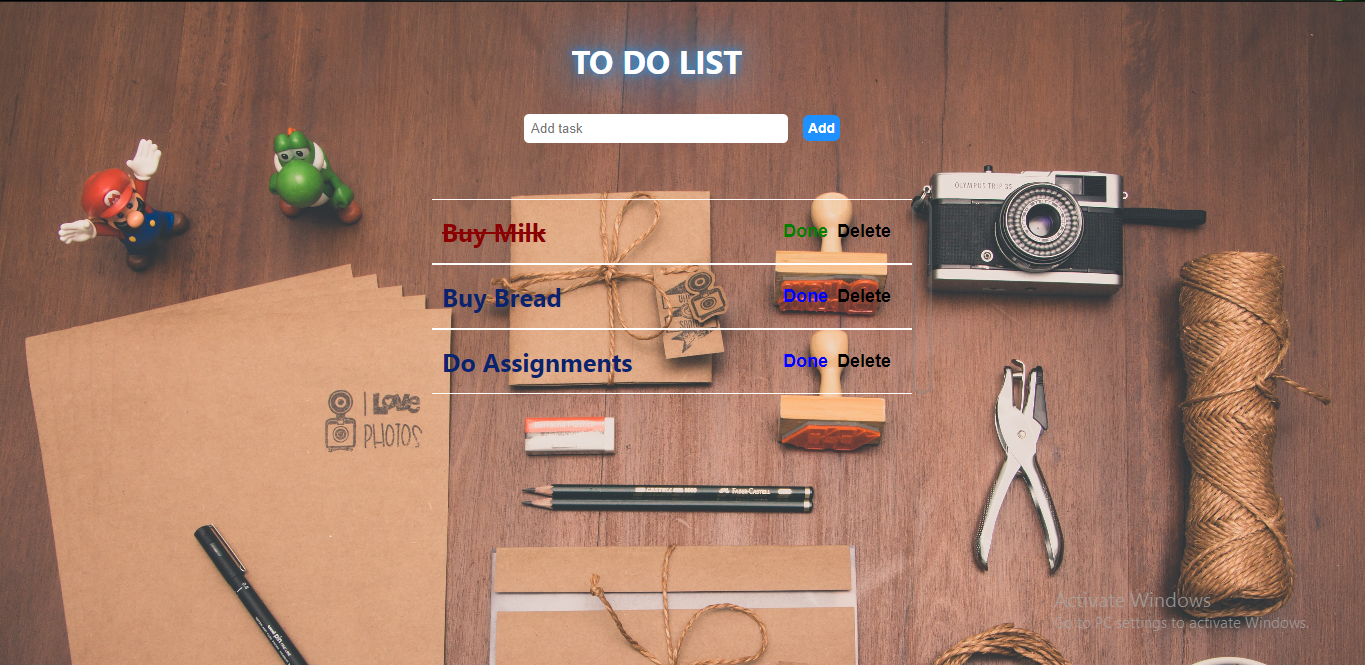 TO DO LIST
Add task Add
Buy Milk Done Delete
Buy Bread Done Delete
Do Assignments Done Delete
OLYMPUS TRIP 35
I LOVE
PHOTOS
FABER-CASTELL
Activate Windows
Go to PC settings to activate Windows.